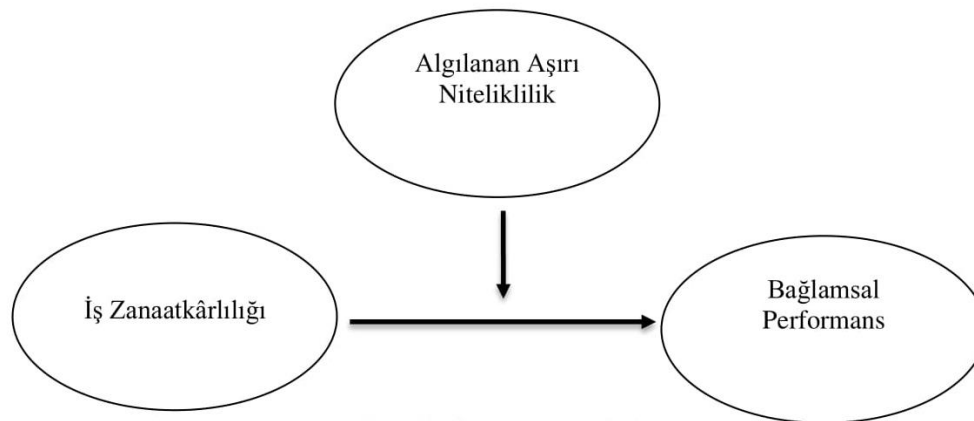 Algılanan Aşırı
Niteliklilik
İş Zanaatkârlılığı
Bağlamsal
Performans